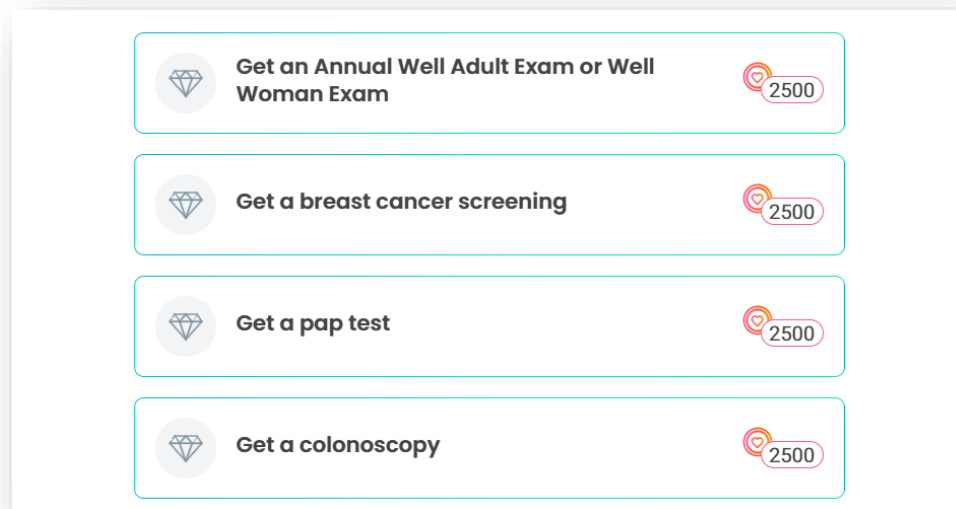 Get an Annual Well Adult Exam or Well
Woman Exam
2500
Get a breast cancer screening
2500
Get a pap test
2500
Get a colonoscopy
2500